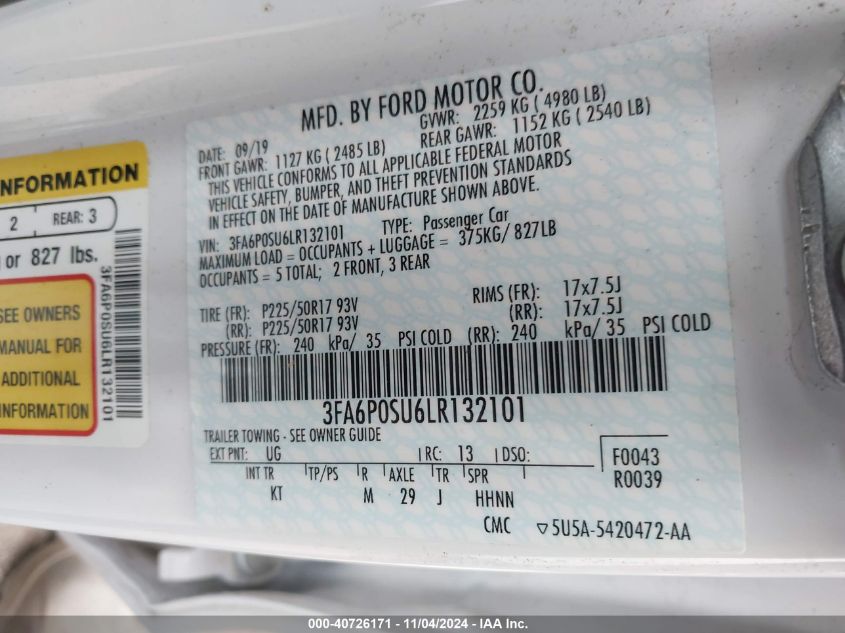 MFD. BY FORD MOTOR CO.
DATE: 09/19 GVWR: 2259 KG ( 4980 LB)
FRONT GAWR: 1127 KG ( 2485 LB) REAR GAWR: 1152 KG ( 2540 LB)
THIS VEHICLE CONFORMS TO ALL APPLICABLE FEDERAL MOTOR
VEHICLE SAFETY, BUMPER, AND THEFT PREVENTION STANDARDS
IN EFFECT ON THE DATE OF MANUFACTURE SHOWN ABOVE.
VIN: 3FA6P0SU6LR132101 TYPE: Passenger Car
MAXIMUM LOAD = OCCUPANTS + LUGGAGE = 375KG/ 827LB
OCCUPANTS = 5 TOTAL; 2 FRONT, 3 REAR
TIRE (FR): P225/50R17 93V RIMS (FR): 17x7.5J
(RR): P225/50R17 93V (RR): 17x7.5J
PRESSURE (FR): 240 kPa/ 35 PSI COLD (RR): 240 kPa/ 35 PSI COLD
3FA6P0SU6LR132101
TRAILER TOWING - SEE OWNER GUIDE
EXT PNT: UG RC: 13 DSO: F0043
INT TR TP/PS R AXLE TR SPR R0039
KT M 29 J HHNN
CMC ▽5U5A-5420472-AA
INFORMATION
2 REAR: 3
or 827 lbs.
SEE OWNERS
MANUAL FOR
ADDITIONAL
INFORMATION
3FA6P0SU6LR132101
000-40726171 - 11/04/2024 - IAA Inc.